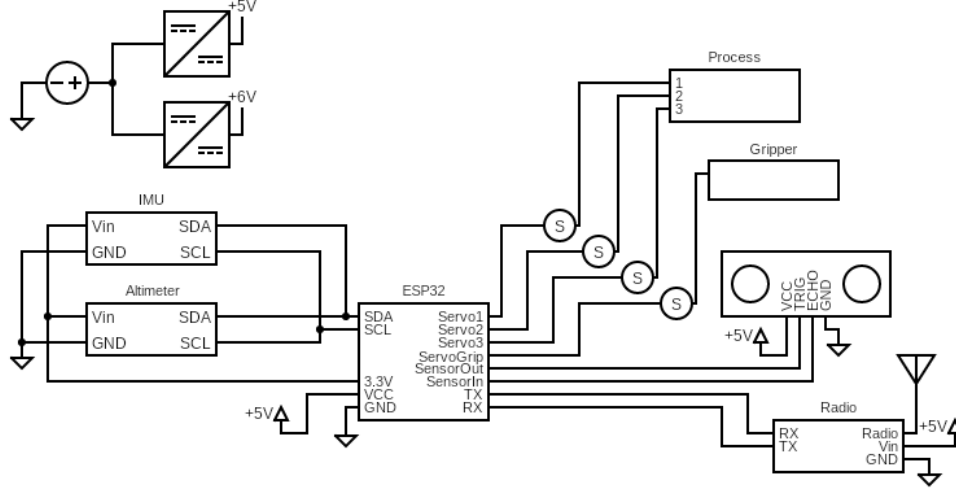 +5V
+6V
Process
1
2
3
Gripper
IMU
Vin SDA
GND SCL
Altimeter
Vin SDA
GND SCL
ESP32
SDA Servo1
SCL Servo2
Servo3
ServoGrip
SensorOut
3.3V SensorIn
VCC TX
GND RX
+5V
S
S
S
S
VCC
TRIG
ECHO
GND
+5V
Radio
RX Radio
TX Vin
GND
+5V